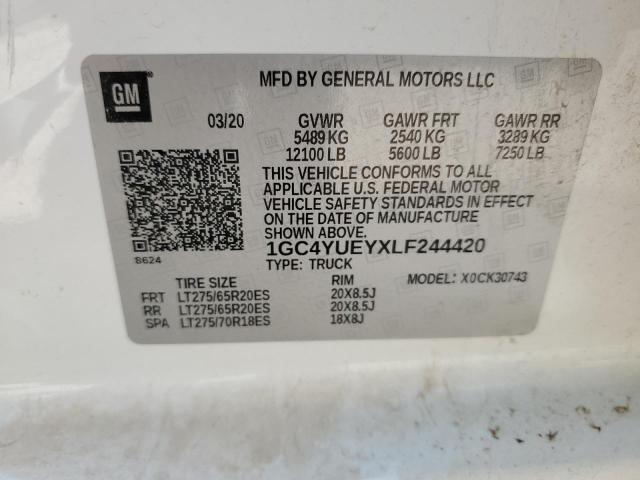 GM
MFD BY GENERAL MOTORS LLC
03/20 GVWR GAWR FRT GAWR RR
5489 KG 2540 KG 3289 KG
12100 LB 5600 LB 7250 LB
THIS VEHICLE CONFORMS TO ALL
APPLICABLE U.S. FEDERAL MOTOR
VEHICLE SAFETY STANDARDS IN EFFECT
ON THE DATE OF MANUFACTURE
SHOWN ABOVE.
8624
1GC4YUEYXLF244420
TYPE: TRUCK
TIRE SIZE RIM MODEL: X0CK30743
FRT LT275/65R20ES 20X8.5J
RR LT275/65R20ES 20X8.5J
SPA LT275/70R18ES 18X8J